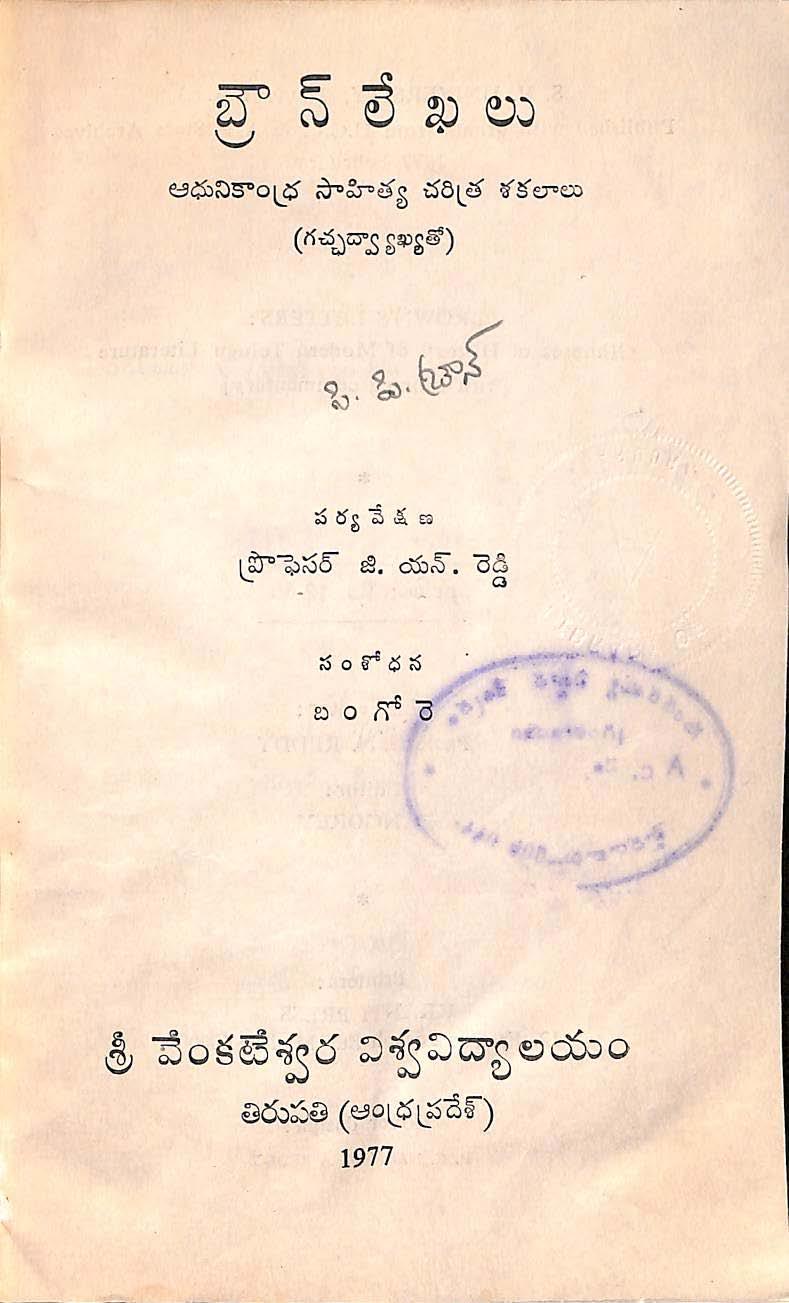 బ్రౌన్ లేఖలు
ఆధునికాంధ్ర సాహిత్య చరిత్ర శకలాలు
(గచ్ఛద్వ్యాఖ్యతో)
సి. పి. బ్రౌన్
పర్యవేక్షణ
ప్రొఫెసర్ జి. యన్. రెడ్డి
సంశోధన
బంగోరె
శ్రీ వేంకటేశ్వర విశ్వవిద్యాలయం
తిరుపతి (ఆంధ్రప్రదేశ్)
1977